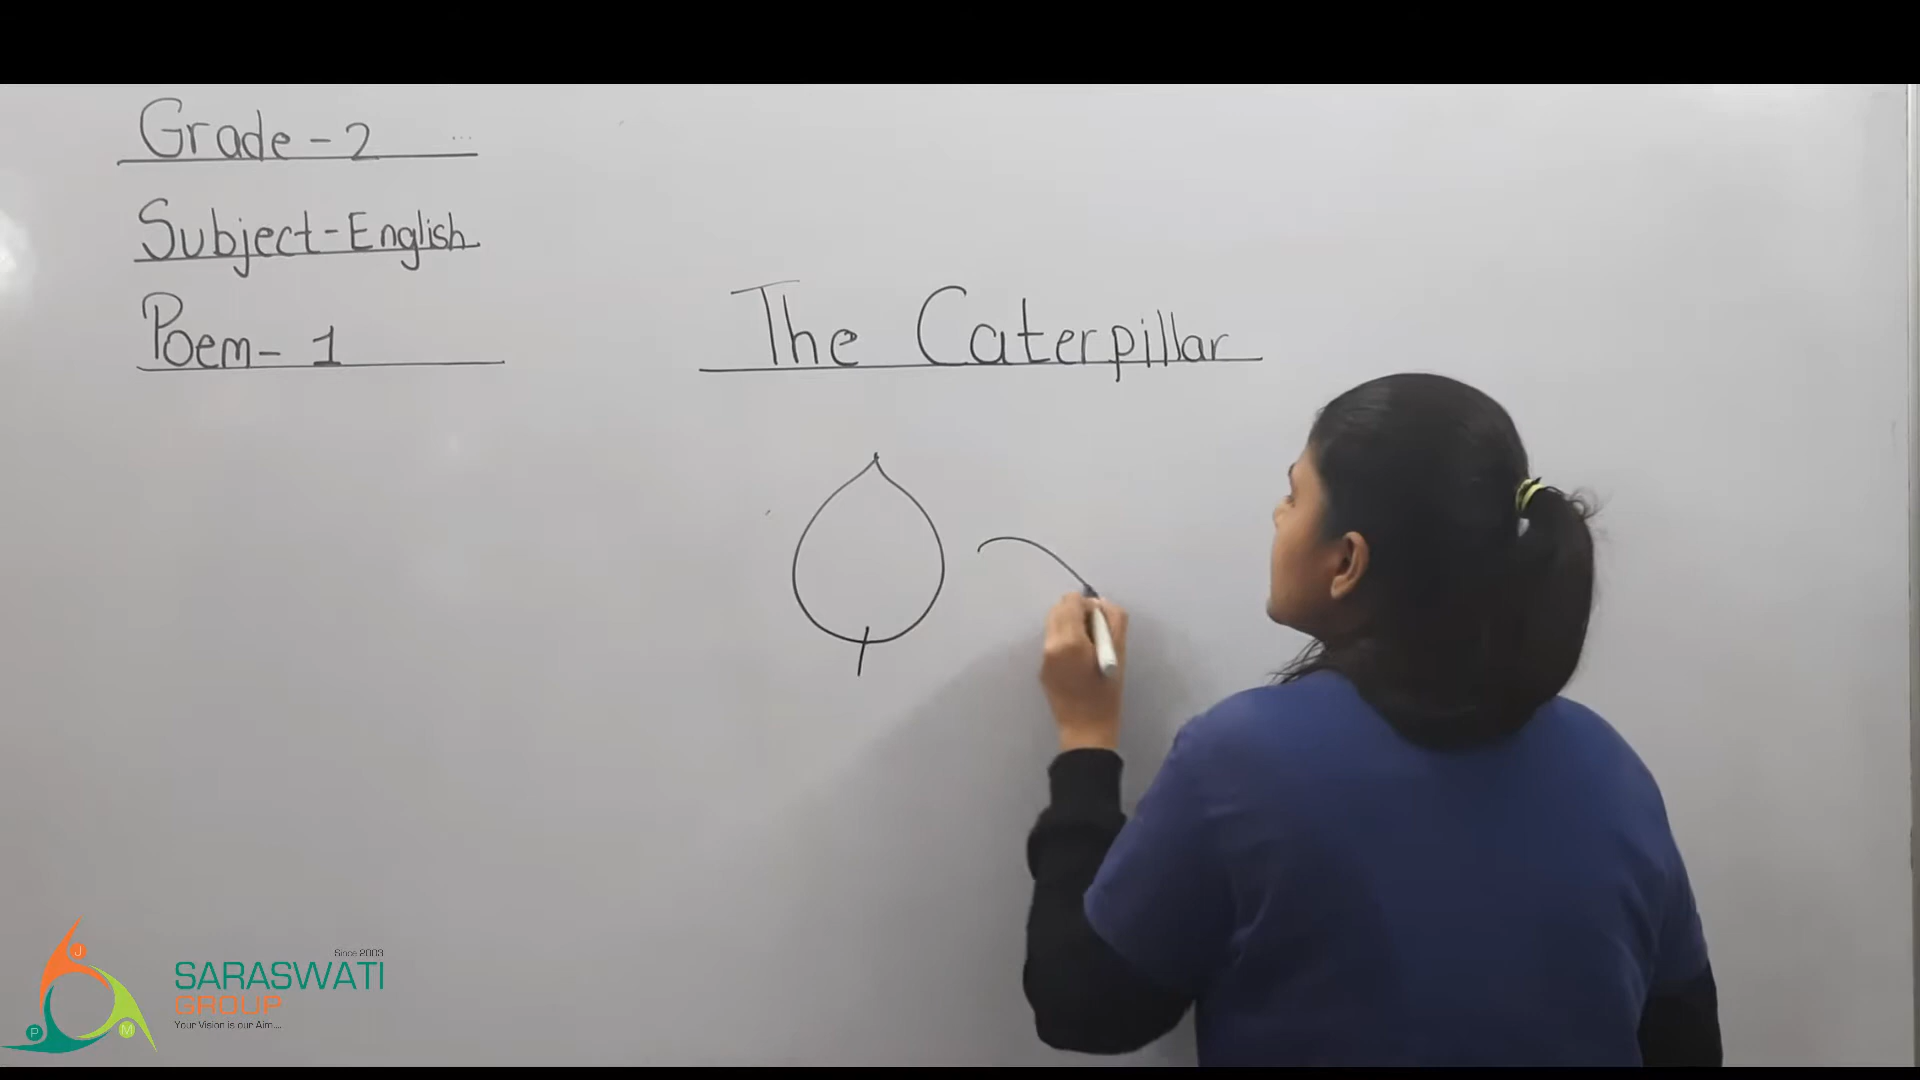 Grade - 2
Subject - English
Poem - 1
The Caterpillar
Since 2003
SARASWATI
GROUP
Your Vision is our Aim....
J
P
M